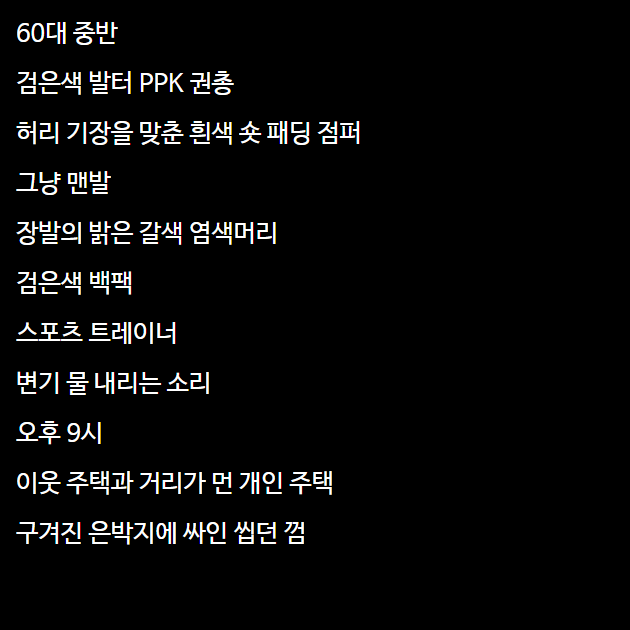 60대 중반
검은색 발터 PPK 권총
허리 기장을 맞춘 흰색 숏 패딩 점퍼
그냥 맨발
장발의 밝은 갈색 염색머리
검은색 백팩
스포츠 트레이너
변기 물 내리는 소리
오후 9시
이웃 주택과 거리가 먼 개인 주택
구겨진 은박지에 싸인 씹던 껌